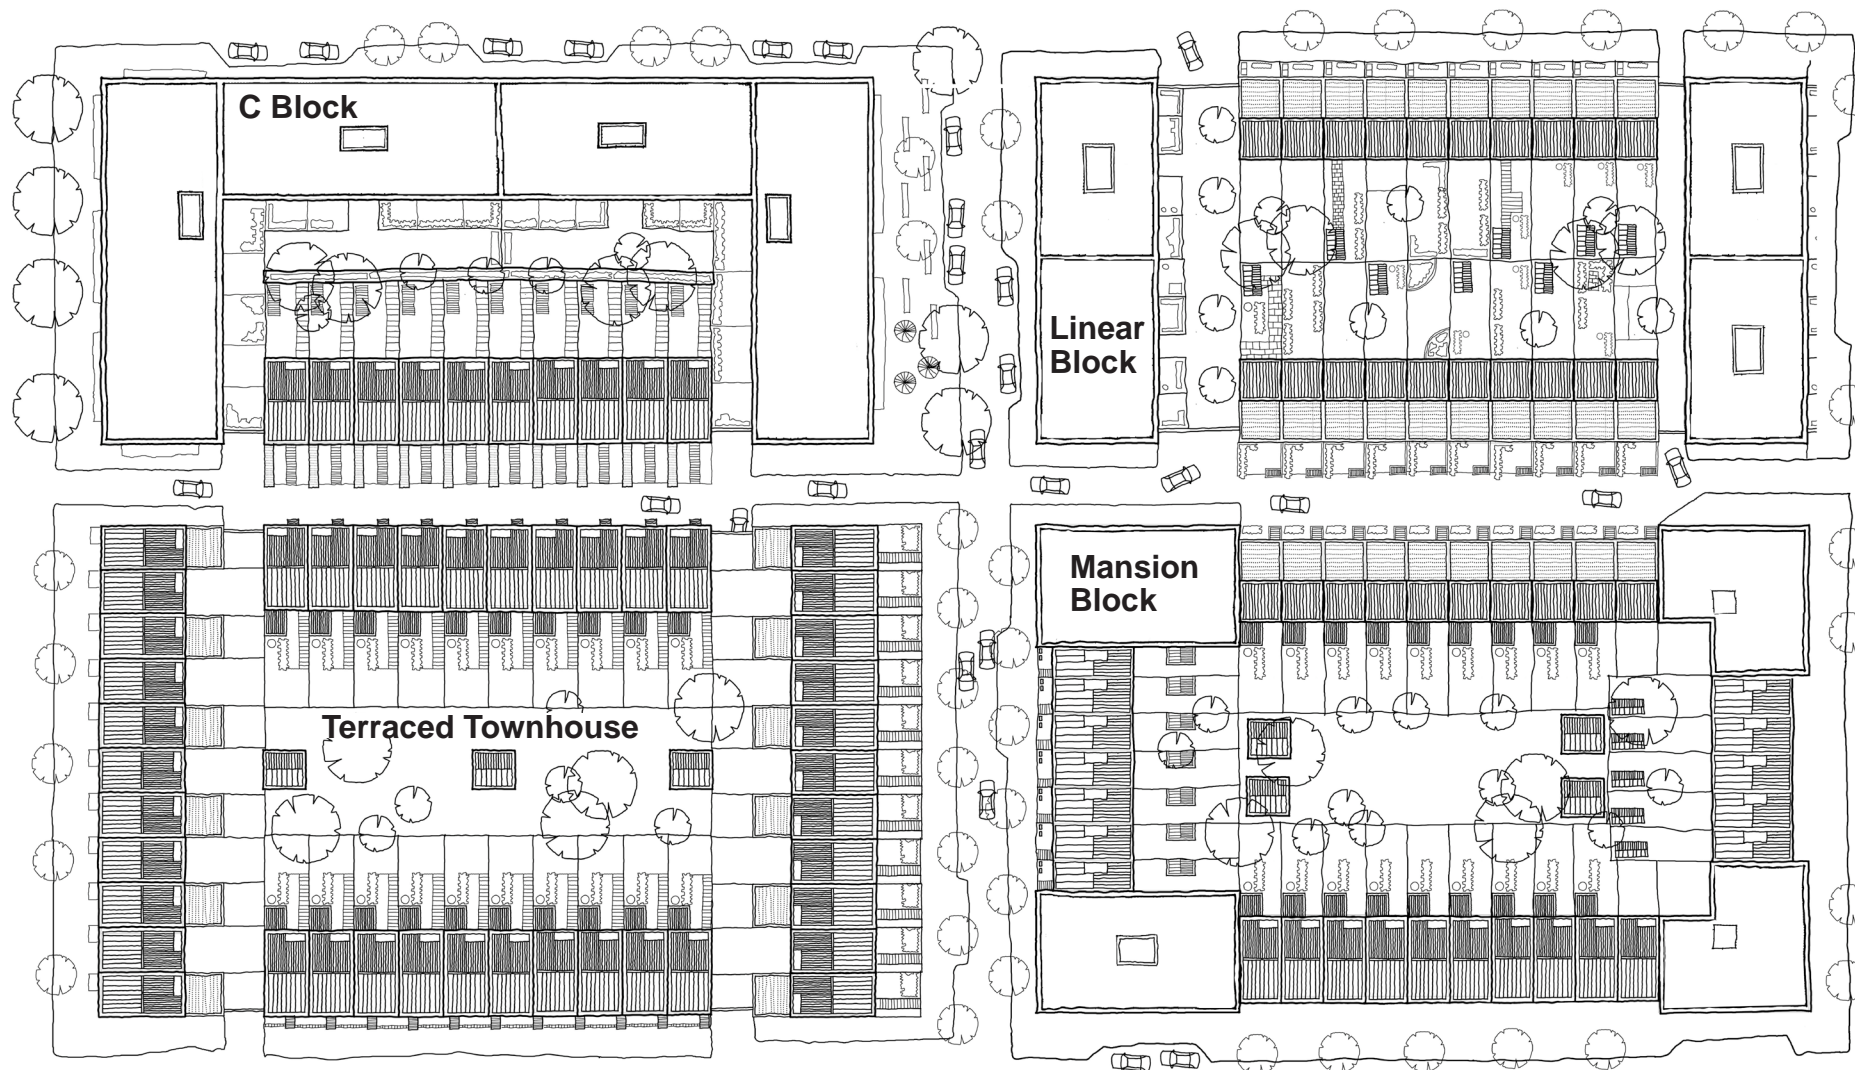 C Block
Linear
Block
Mansion
Block
Terraced Townhouse